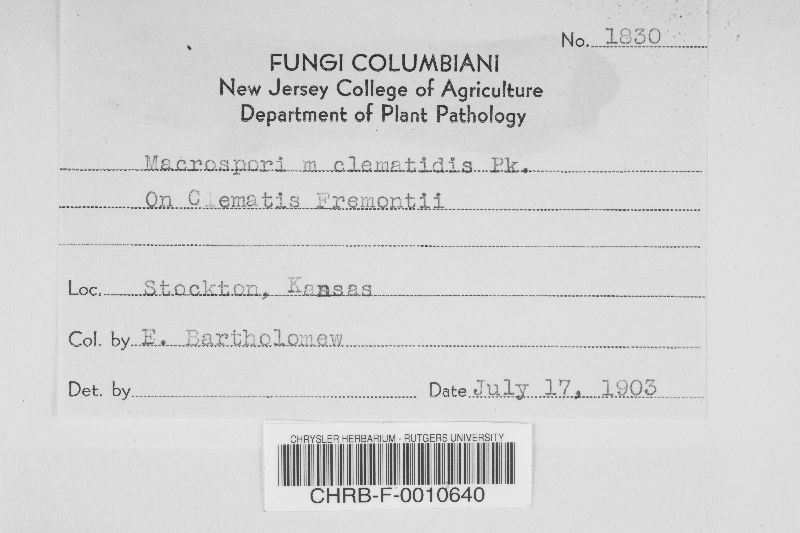 No. 1830
FUNGI COLUMBIANI
New Jersey College of Agriculture
Department of Plant Pathology
Macrospori m clematidis Pk.
On Clematis Fremontii
Loc. Stockton, Kansas
Col. by E. Bartholomew
Det. by Date July 17, 1903
CHRYSLER HERBARIUM - RUTGERS UNIVERSITY
CHRB-F-0010640